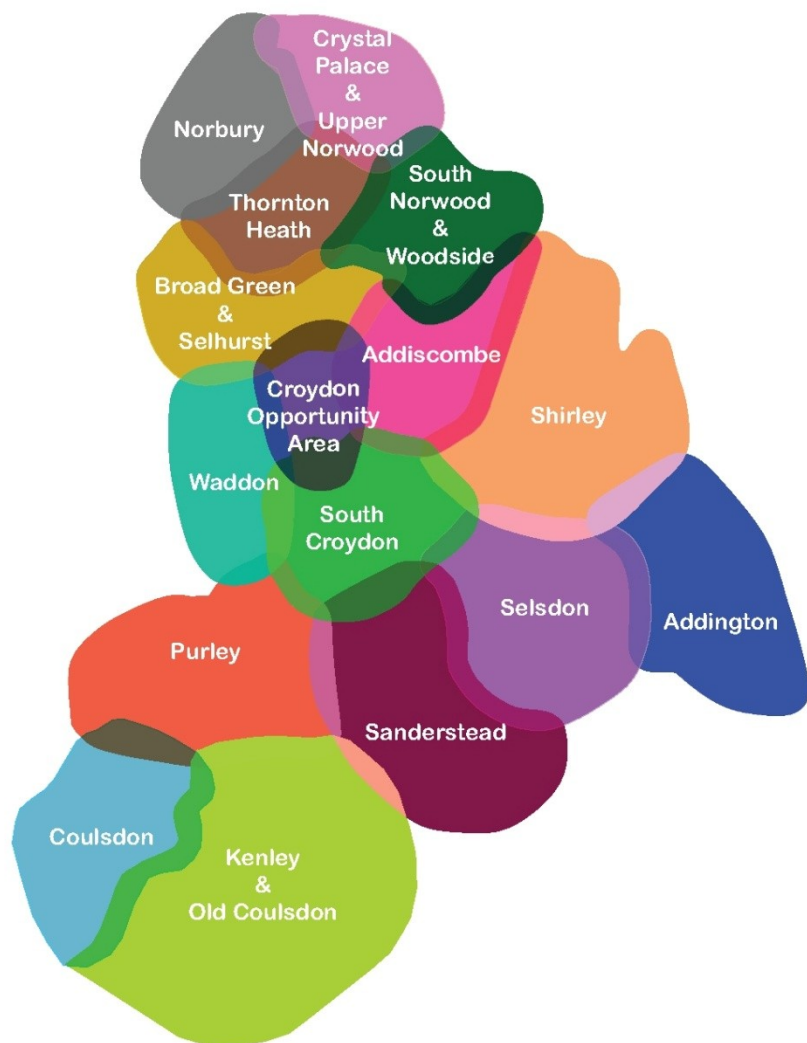 Crystal
Palace
&
Upper
Norwood
Norbury
South
Norwood
&
Woodside
Thornton
Heath
Broad Green
&
Selhurst
Addiscombe
Croydon
Opportunity
Area
Shirley
Waddon
South
Croydon
Selsdon
Addington
Purley
Sanderstead
Coulsdon
Kenley
&
Old Coulsdon